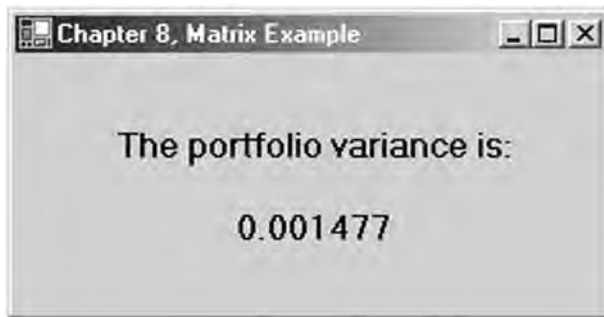 Chapter 8, Matrix Example
The portfolio variance is:
0.001477